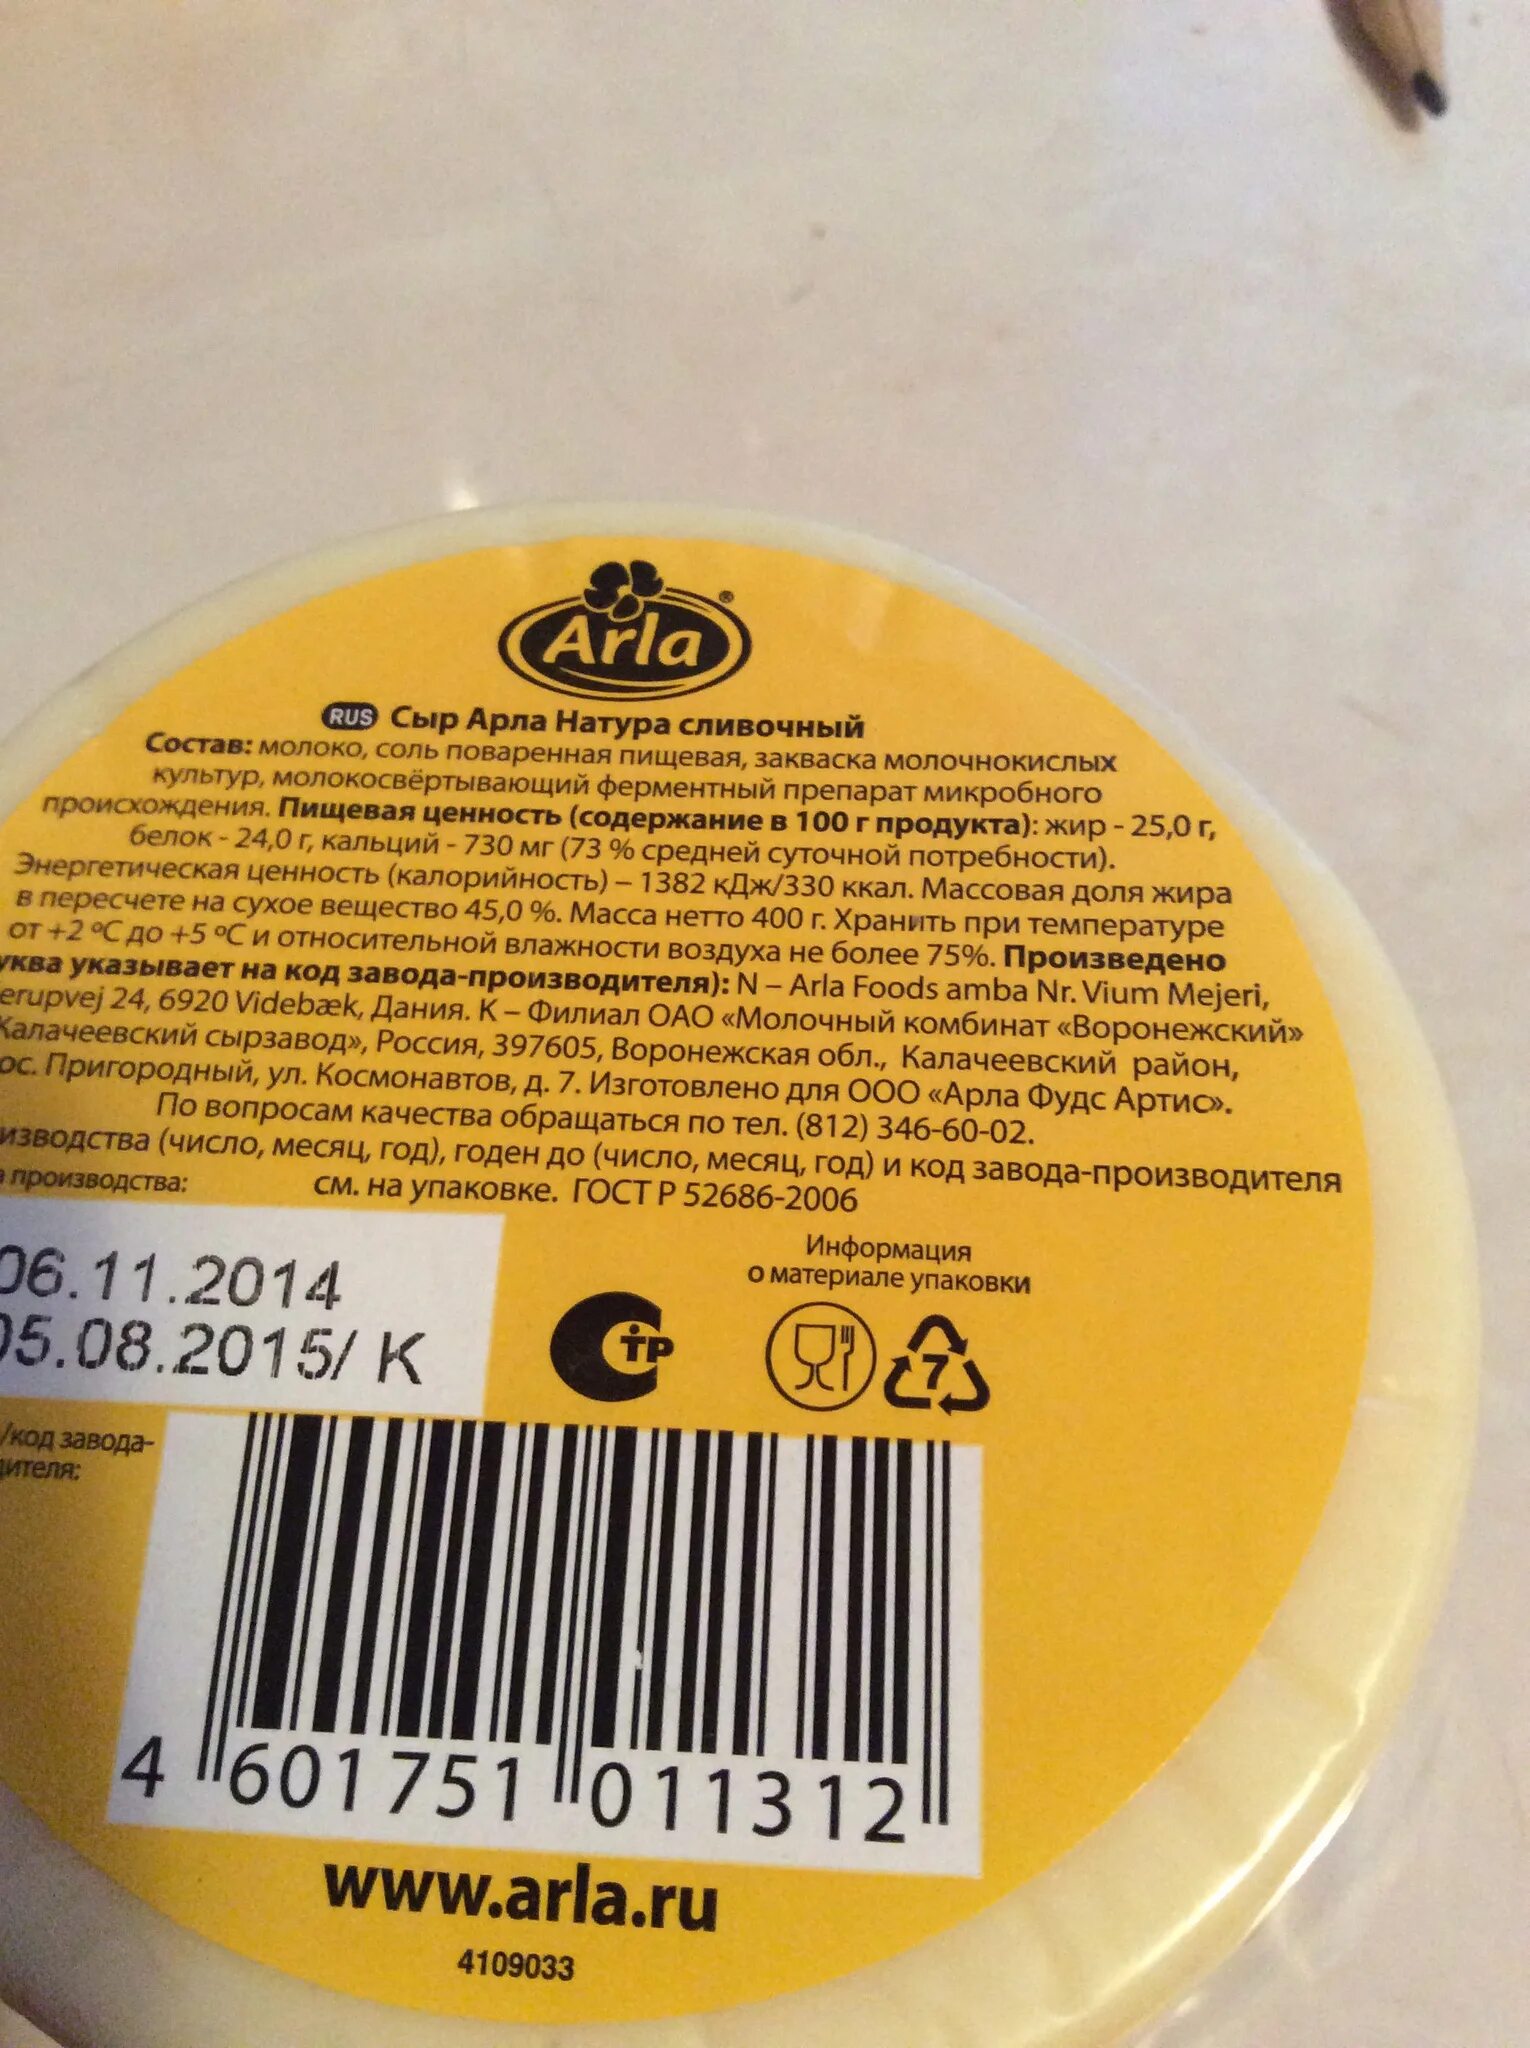 Arla®
RUS Сыр Арла Натура сливочный
Состав: молоко, соль поваренная пищевая, закваска молочнокислых
культур, молокосвёртывающий ферментный препарат микробного
происхождения. Пищевая ценность (содержание в 100 г продукта): жир - 25,0 г,
белок - 24,0 г, кальций - 730 мг (73 % средней суточной потребности).
Энергетическая ценность (калорийность) – 1382 кДж/330 ккал. Массовая доля жира
в пересчете на сухое вещество 45,0 %. Масса нетто 400 г. Хранить при температуре
от +2 ºС до +5 ºС и относительной влажности воздуха не более 75%. Произведено
указывает на код завода-производителя): N – Arla Foods amba Nr. Vium Mejeri,
24, 6920 Videbæk, Дания. К – Филиал ОАО «Молочный комбинат «Воронежский»
Калачеевский сырзавод», Россия, 397605, Воронежская обл., Калачеевский район,
Пригородный, ул. Космонавтов, д. 7. Изготовлено для ООО «Арла Фудс Артис».
По вопросам качества обращаться по тел. (812) 346-60-02.
(число, месяц, год), годен до (число, месяц, год) и код завода-производителя
производства: см. на упаковке. ГОСТ Р 52686-2006
06.11.2014
05.08.2015/ К
Информация
о материале упаковки
СТР
7
/код завода-
4 601751 011312
www.arla.ru
4109033